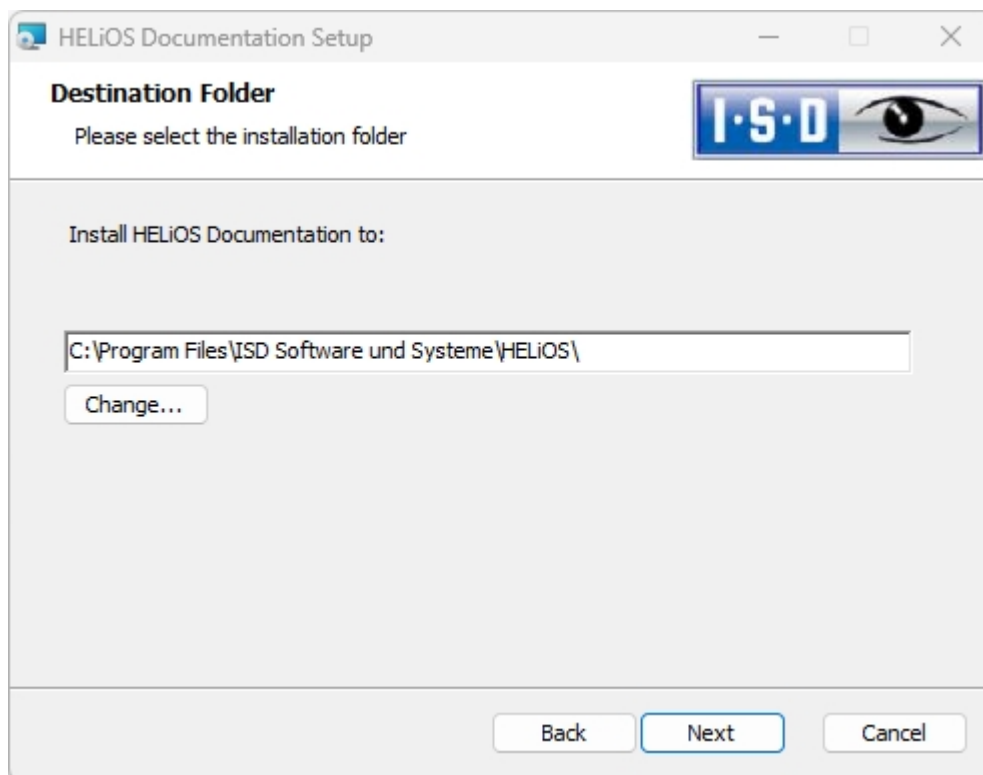 HELiOS Documentation Setup
Destination Folder
Please select the installation folder
I·S·D
Install HELiOS Documentation to:
C:\Program Files\ISD Software und Systeme\HELiOS\
Change...
Back
Next
Cancel